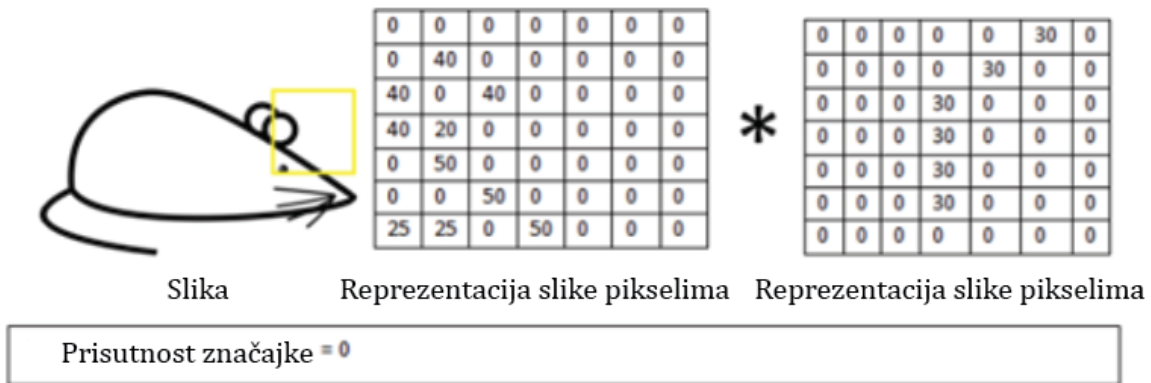 0 0 0 0 0 0 0
0 40 0 0 0 0 0
40 0 40 0 0 0 0
40 20 0 0 0 0 0
0 50 0 0 0 0 0
0 0 50 0 0 0 0
25 25 0 50 0 0 0
*
0 0 0 0 0 30 0
0 0 0 0 30 0 0
0 0 0 30 0 0 0
0 0 0 30 0 0 0
0 0 0 30 0 0 0
0 0 0 30 0 0 0
0 0 0 0 0 0 0
Slika
Reprezentacija slike pikselima
Reprezentacija slike pikselima
Prisutnost značajke = 0